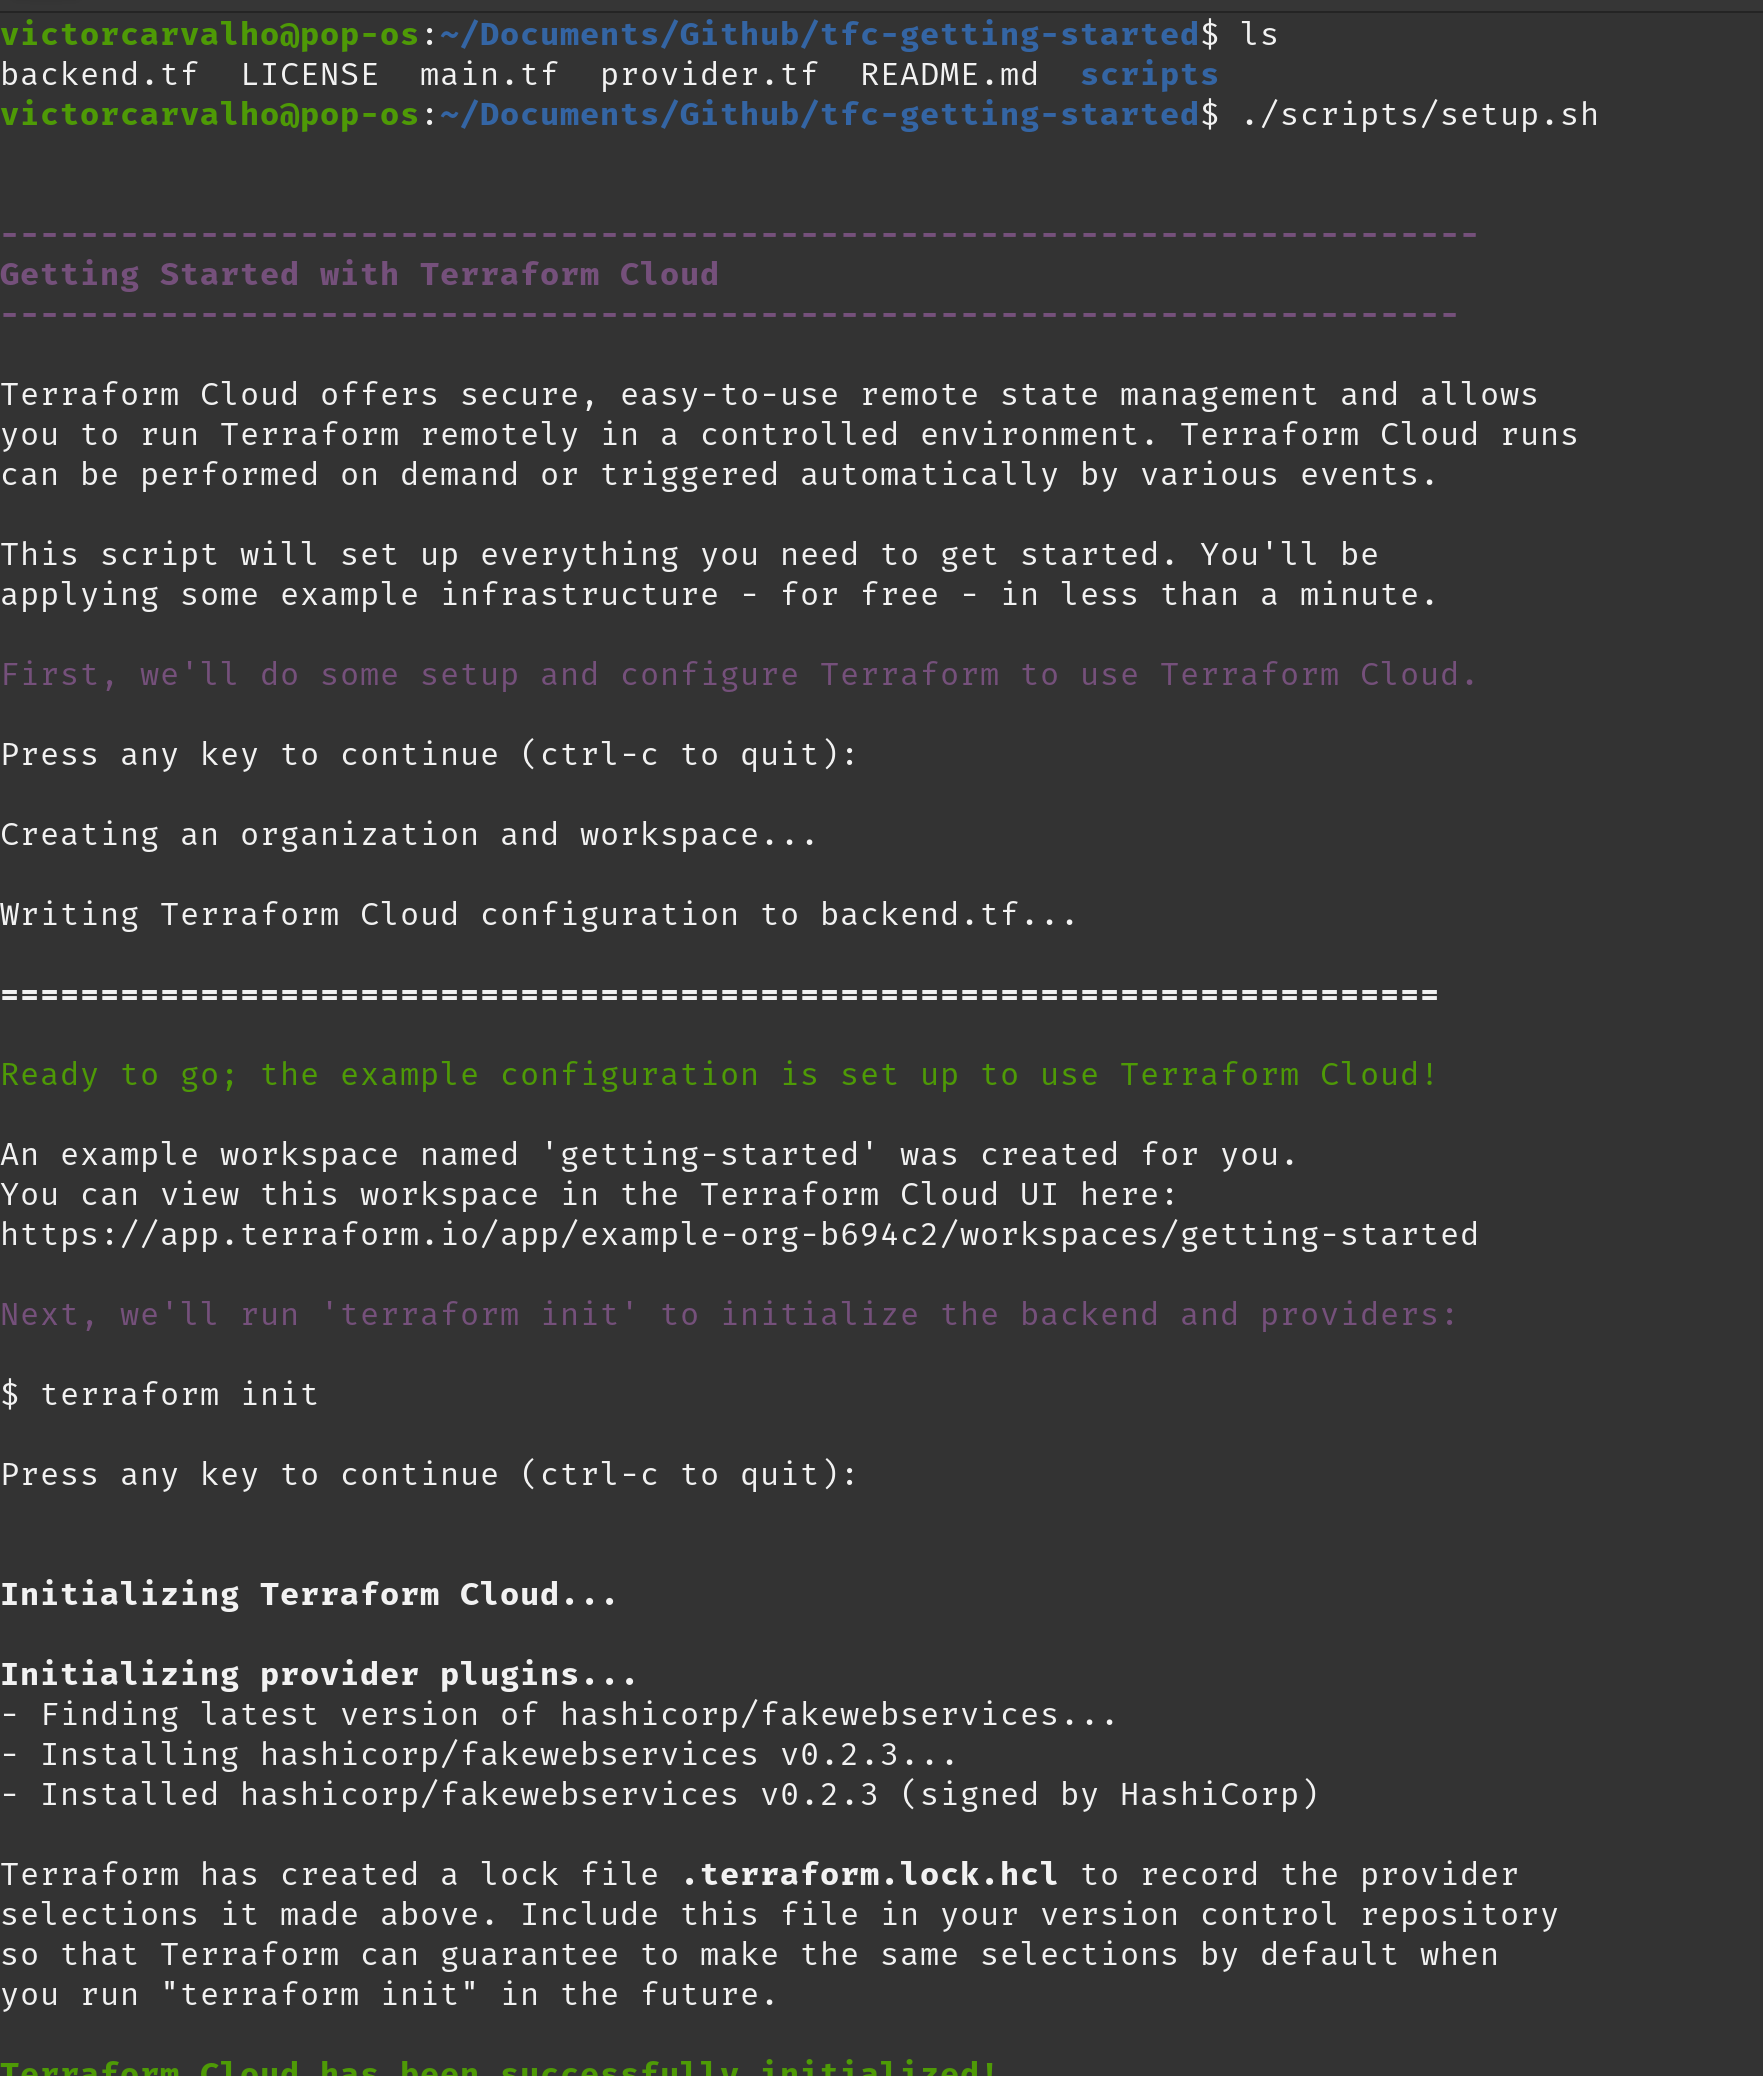 victorcarvalho@pop-os:~/Documents/Github/tfc-getting-started$ ls
backend.tf  LICENSE  main.tf  provider.tf  README.md  scripts
victorcarvalho@pop-os:~/Documents/Github/tfc-getting-started$ ./scripts/setup.sh
--------------------------------------------------------------------------
Getting Started with Terraform Cloud
-------------------------------------------------------------------------
Terraform Cloud offers secure, easy-to-use remote state management and allows
you to run Terraform remotely in a controlled environment. Terraform Cloud runs
can be performed on demand or triggered automatically by various events.
This script will set up everything you need to get started. You'll be
applying some example infrastructure - for free - in less than a minute.
First, we'll do some setup and configure Terraform to use Terraform Cloud.
Press any key to continue (ctrl-c to quit):
Creating an organization and workspace...
Writing Terraform Cloud configuration to backend.tf...
========================================================================
Ready to go; the example configuration is set up to use Terraform Cloud!
An example workspace named 'getting-started' was created for you.
You can view this workspace in the Terraform Cloud UI here:
https://app.terraform.io/app/example-org-b694c2/workspaces/getting-started
Next, we'll run 'terraform init' to initialize the backend and providers:
$ terraform init
Press any key to continue (ctrl-c to quit):
Initializing Terraform Cloud...
Initializing provider plugins...
- Finding latest version of hashicorp/fakewebservices...
- Installing hashicorp/fakewebservices v0.2.3...
- Installed hashicorp/fakewebservices v0.2.3 (signed by HashiCorp)
Terraform has created a lock file .terraform.lock.hcl to record the provider
selections it made above. Include this file in your version control repository
so that Terraform can guarantee to make the same selections by default when
you run "terraform init" in the future.
Terraform Cloud has been successfully initialized!